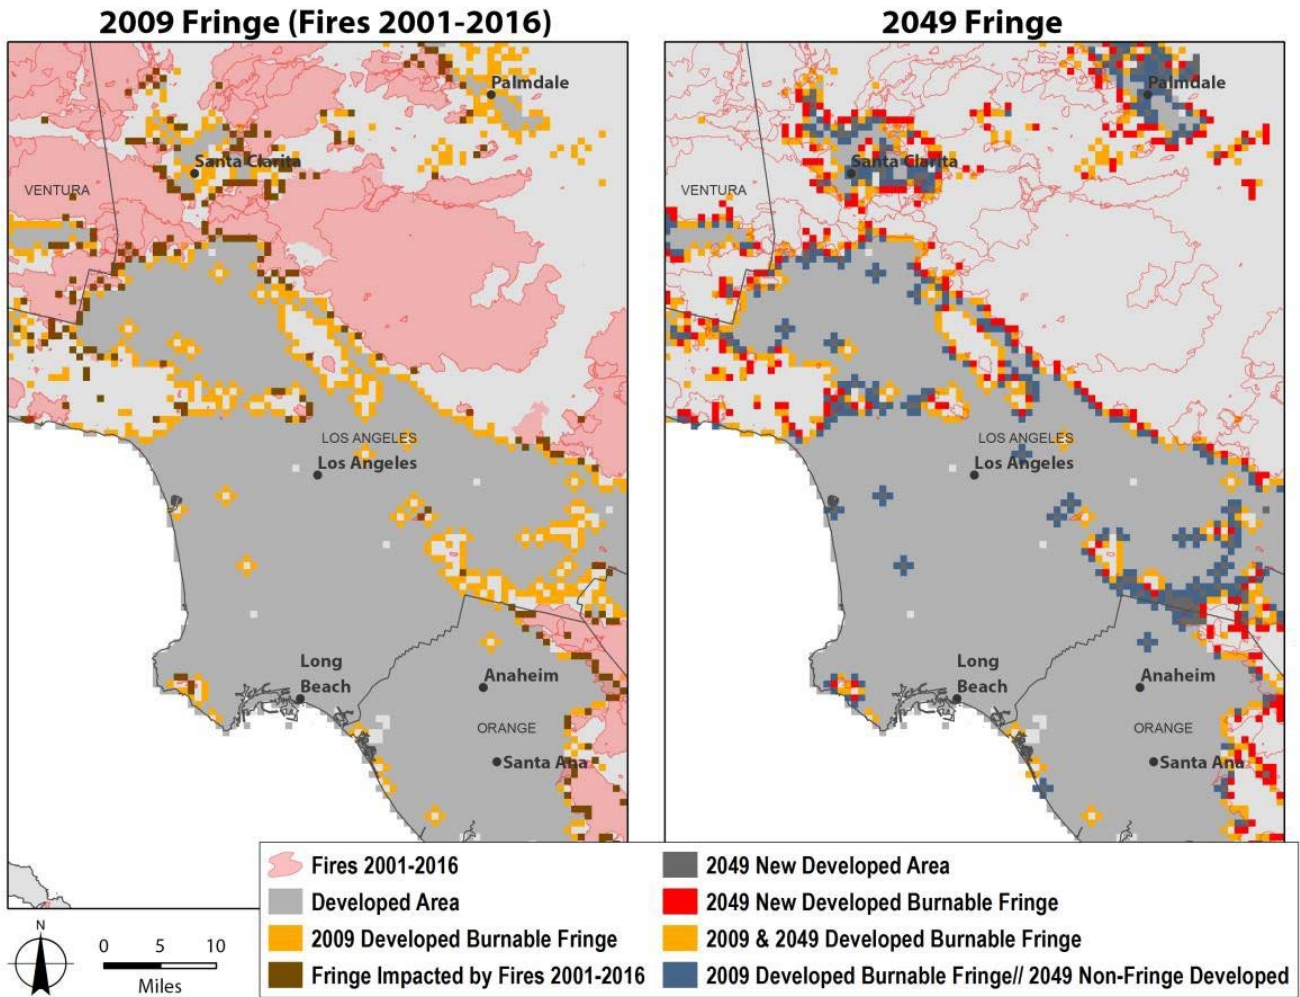 2009 Fringe (Fires 2001-2016)
Palmdale
Santa Clarita
VENTURA
LOS ANGELES
Los Angeles
Long
Beach
Anaheim
ORANGE
Santa Ana
2049 Fringe
Palmdale
Santa Clarita
VENTURA
LOS ANGELES
Los Angeles
Long
Beach
Anaheim
ORANGE
Santa Ana
N
0 5 10
Miles
Fires 2001-2016
Developed Area
2009 Developed Burnable Fringe
Fringe Impacted by Fires 2001-2016
2049 New Developed Area
2049 New Developed Burnable Fringe
2009 & 2049 Developed Burnable Fringe
2009 Developed Burnable Fringe// 2049 Non-Fringe Developed